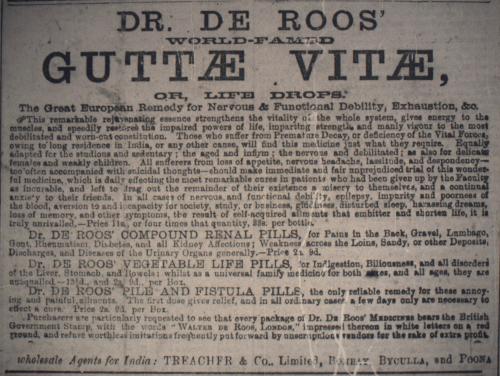 DR. DE ROOS'
WORLD-FAMED
GUTTÆ VITÆ,
OR, LIFE DROPS.
The Great European Remedy for Nervous & Functional Debility, Exhaustion, &c.
This remarkable rejuvenating essence strengthens the vitality of the whole system, gives energy to the
muscles, and speedily restores the impaired powers of life, imparting strength and manly vigour to the most
debilitated and worn-out constitution. Those who suffer from Premature Decay, or deficiency of the Vital Forces,
owing to long residence in India, or any other cause, will find this medicine just what they require. Equally
adapted for the studious and sedentary; the aged and infirm; the nervous and debilitated; as also for delicate
females and weakly children. All sufferers from loss of appetite, nervous headache, lassitude, and despondency—
too often accompanied with suicidal thoughts—should make immediate and fair unprejudiced trial of this wonder-
ful medicine, which is daily effecting the most remarkable cures in patients who had been given up by the Faculty
as incurable, and left to drag out the remainder of their existence a misery to themselves, and a continual
anxiety to their friends. In all cases of nervous and functional debility, epilepsy, impurity and poorness of
the blood, aversion to and incapacity for society, study, or business, giddiness, disturbed sleep, harassing dreams,
loss of memory, and other symptoms, the result of self-acquired ailments that embitter and shorten life, it is
truly unrivalled.—Price 11s., or four times that quantity, 33s. per bottle.
Dr. DE ROOS' COMPOUND RENAL PILLS, for Pains in the Back, Gravel, Lumbago,
Gout, Rheumatism, Diabetes, and all Kidney Affections; Weakness across the Loins, Sandy, or other Deposits,
Discharges, and Diseases of the Urinary Organs generally.—Price 2s. 9d.
Dr. DE ROOS' VEGETABLE LIFE PILLS, for Indigestion, Biliousness, and all disorders
of the Liver, Stomach, and Bowels; whilst as a universal family medicine for both sexes, and all ages, they are
unequalled.—13½d., and 2s. 9d. per Box.
Dr. DE ROOS' PILE AND FISTULA PILLS, the only reliable remedy for these annoy-
ing and painful ailments. The first dose gives relief, and in all ordinary cases a few days only are necessary to
effect a cure. Price 2s. 9d. per Box.
Purchasers are particularly requested to see that every package of Dr. DE ROOS' MEDICINES bears the British
Government Stamp, with the words "WALTER DE ROOS, LONDON," impressed thereon in white letters on a red
ground, and refuse worthless imitations frequently put forward by unscrupulous vendors for the sake of extra profit.
wholesale Agents for India: TREACHER & Co., Limited, BOMBAY, BYCULLA, and POONA